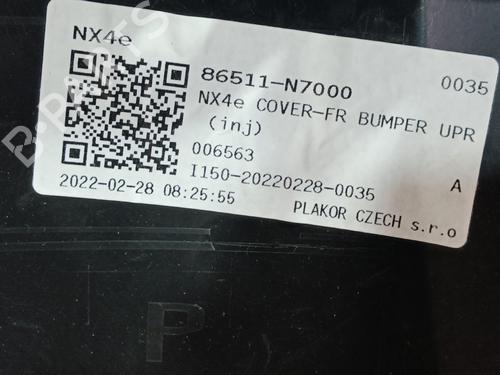 NX4e
86511-N7000 0035
NX4e COVER-FR BUMPER UPR
(inj)
006563
I150-20220228-0035 A
2022-02-28 08:25:55 PLAKOR CZECH s.r.o
P